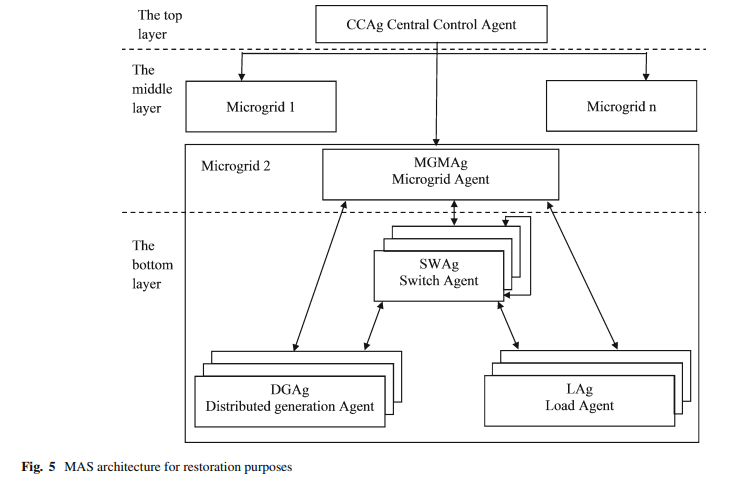 The top
layer
CCAg Central Control Agent
The
middle
layer
Microgrid 1
Microgrid n
Microgrid 2
MGMAg
Microgrid Agent
The
bottom
layer
SWAg
Switch Agent
DGAg
Distributed generation Agent
LAg
Load Agent
Fig. 5 MAS architecture for restoration purposes